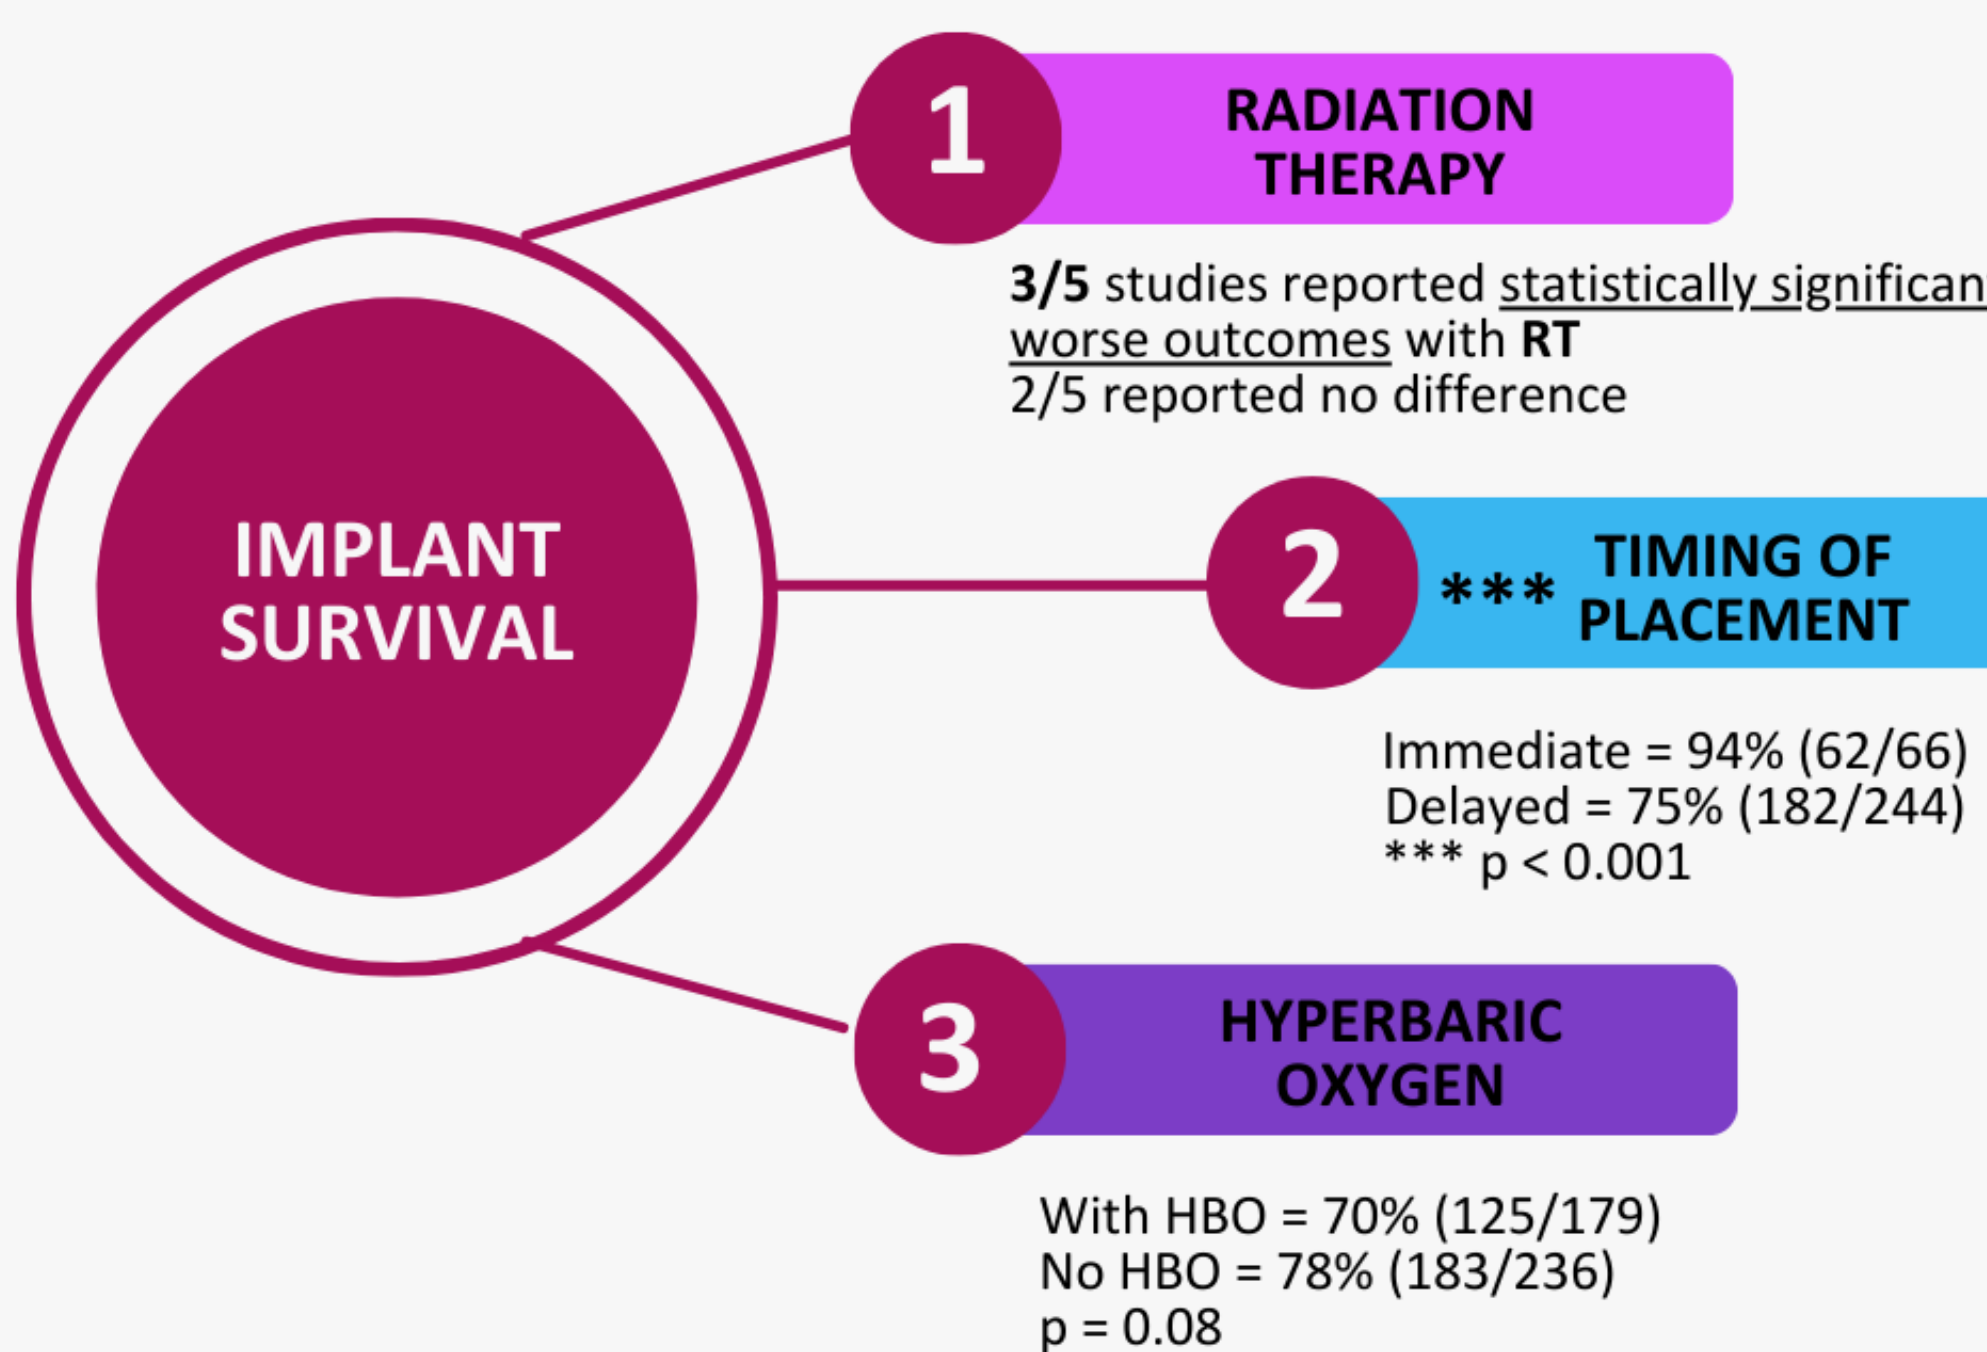 1
RADIATION
THERAPY
3/5 studies reported statistically significan
worse outcomes with RT
2/5 reported no difference
IMPLANT
SURVIVAL
2
*** TIMING OF
PLACEMENT
Immediate = 94% (62/66)
Delayed = 75% (182/244)
*** p < 0.001
3
HYPERBARIC
OXYGEN
With HBO = 70% (125/179)
No HBO = 78% (183/236)
p = 0.08